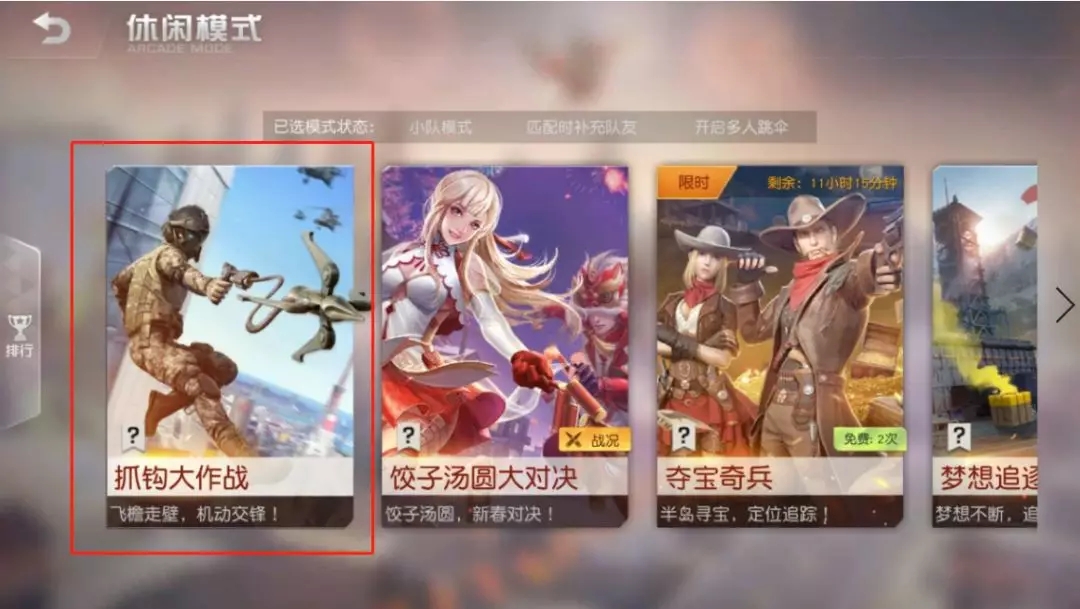 休闲模式
ARCADE MODE
已选模式状态: 小队模式 匹配时补充队友 开启多人跳伞
限时 剩余: 11小时15分钟
排行
? ? 战况 ? 免费: 2次 ?
抓钩大作战 饺子汤圆大对决 夺宝奇兵 梦想追逐
飞檐走壁，机动交锋！ 饺子汤圆，新春对决！ 半岛寻宝，定位追踪！ 梦想不断，追